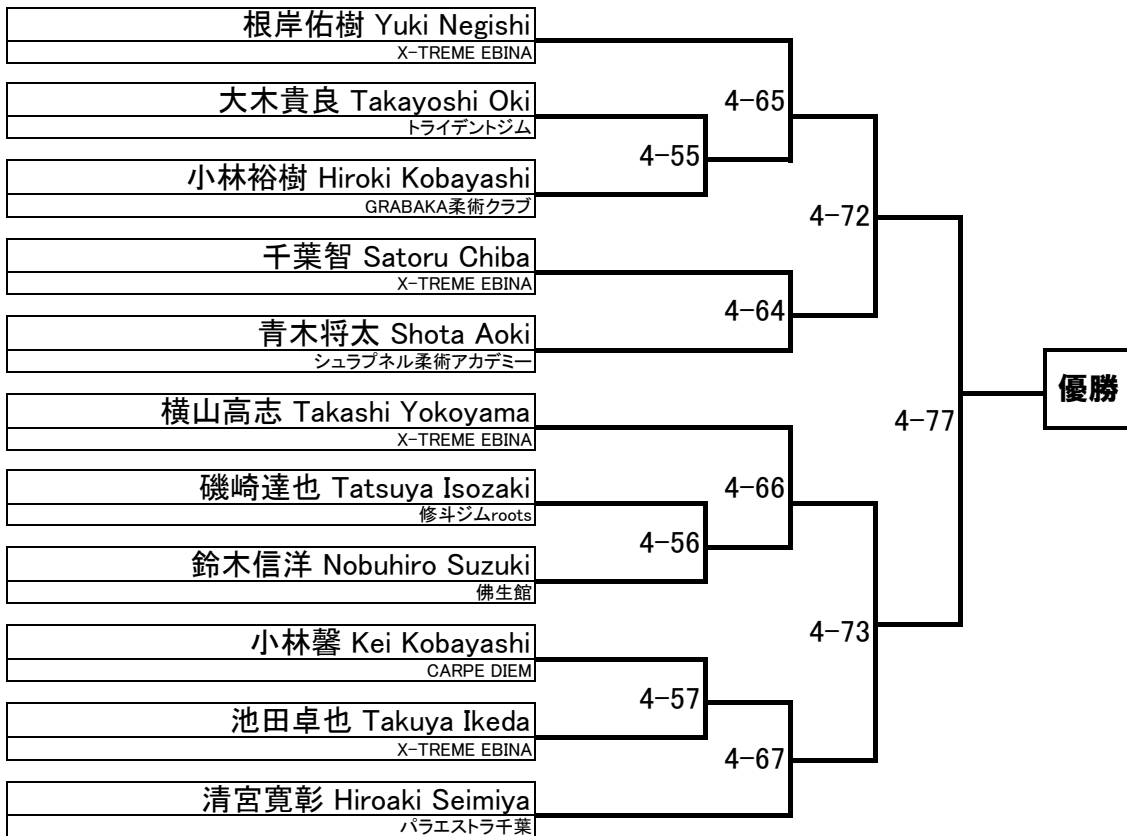 根岸佑樹 Yuki Negishi
X-TREME EBINA
大木貴良 Takayoshi Oki
トライデントジム
4-65
4-55
小林裕樹 Hiroki Kobayashi
GRABAKA柔術クラブ
4-72
千葉智 Satoru Chiba
X-TREME EBINA
4-64
青木将太 Shota Aoki
シュラプネル柔術アカデミー
優勝
横山高志 Takashi Yokoyama
X-TREME EBINA
4-77
磯崎達也 Tatsuya Isozaki
修斗ジムroots
4-66
4-56
鈴木信洋 Nobuhiro Suzuki
佛生館
小林馨 Kei Kobayashi
CARPE DIEM
4-73
4-57
池田卓也 Takuya Ikeda
X-TREME EBINA
4-67
清宮寛彰 Hiroaki Seimiya
パラエストラ千葉